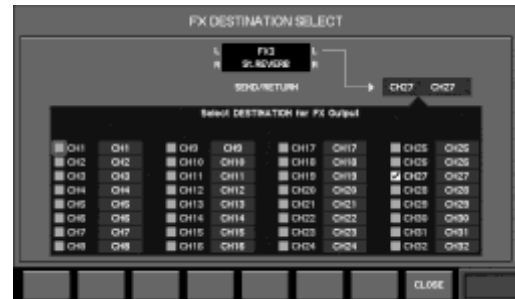 FX DESTINATION SELECT
L FX3 L
R St.REVERB R
SEND/RETURN
CH27 CH27
Select DESTINATION for FX Output
CH1 CH1 CH9 CH9 CH17 CH17 CH25 CH25
CH2 CH2 CH10 CH10 CH18 CH18 CH26 CH26
CH3 CH3 CH11 CH11 CH19 CH19 CH27 CH27
CH4 CH4 CH12 CH12 CH20 CH20 CH28 CH28
CH5 CH5 CH13 CH13 CH21 CH21 CH29 CH29
CH6 CH6 CH14 CH14 CH22 CH22 CH30 CH30
CH7 CH7 CH15 CH15 CH23 CH23 CH31 CH31
CH8 CH8 CH16 CH16 CH24 CH24 CH32 CH32
CLOSE